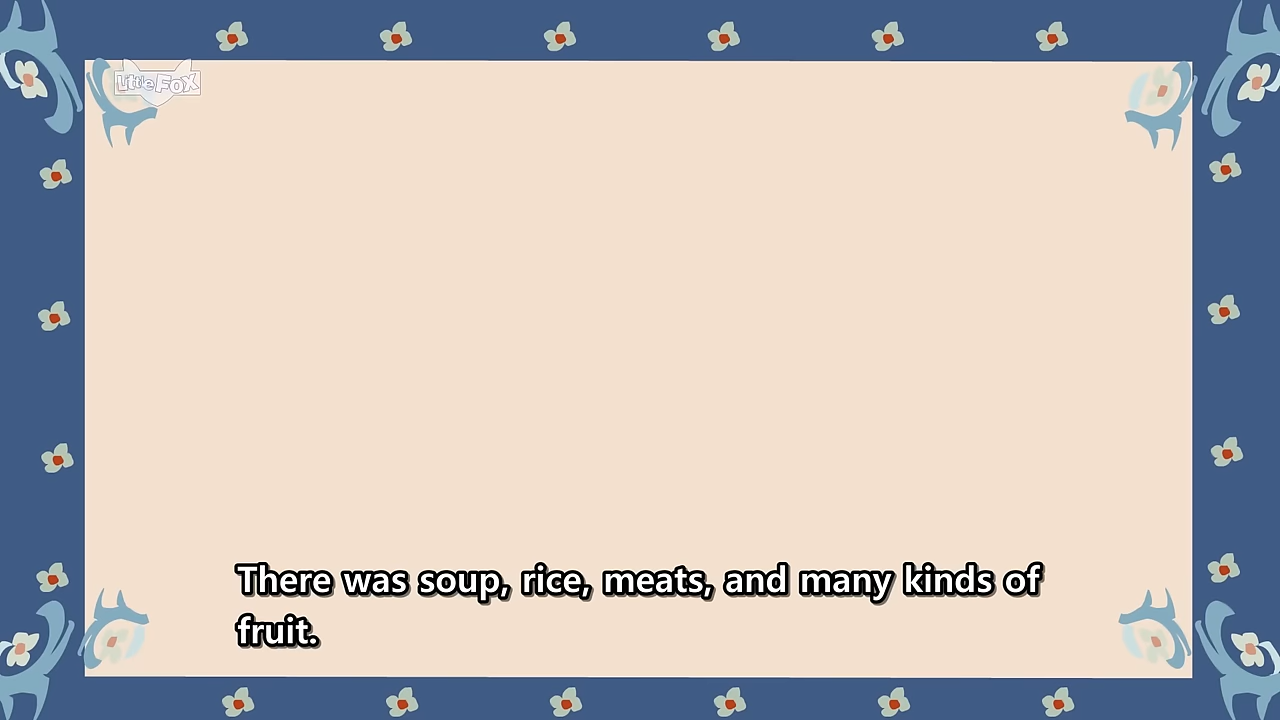 Little Fox
There was soup, rice, meats, and many kinds of
fruit.